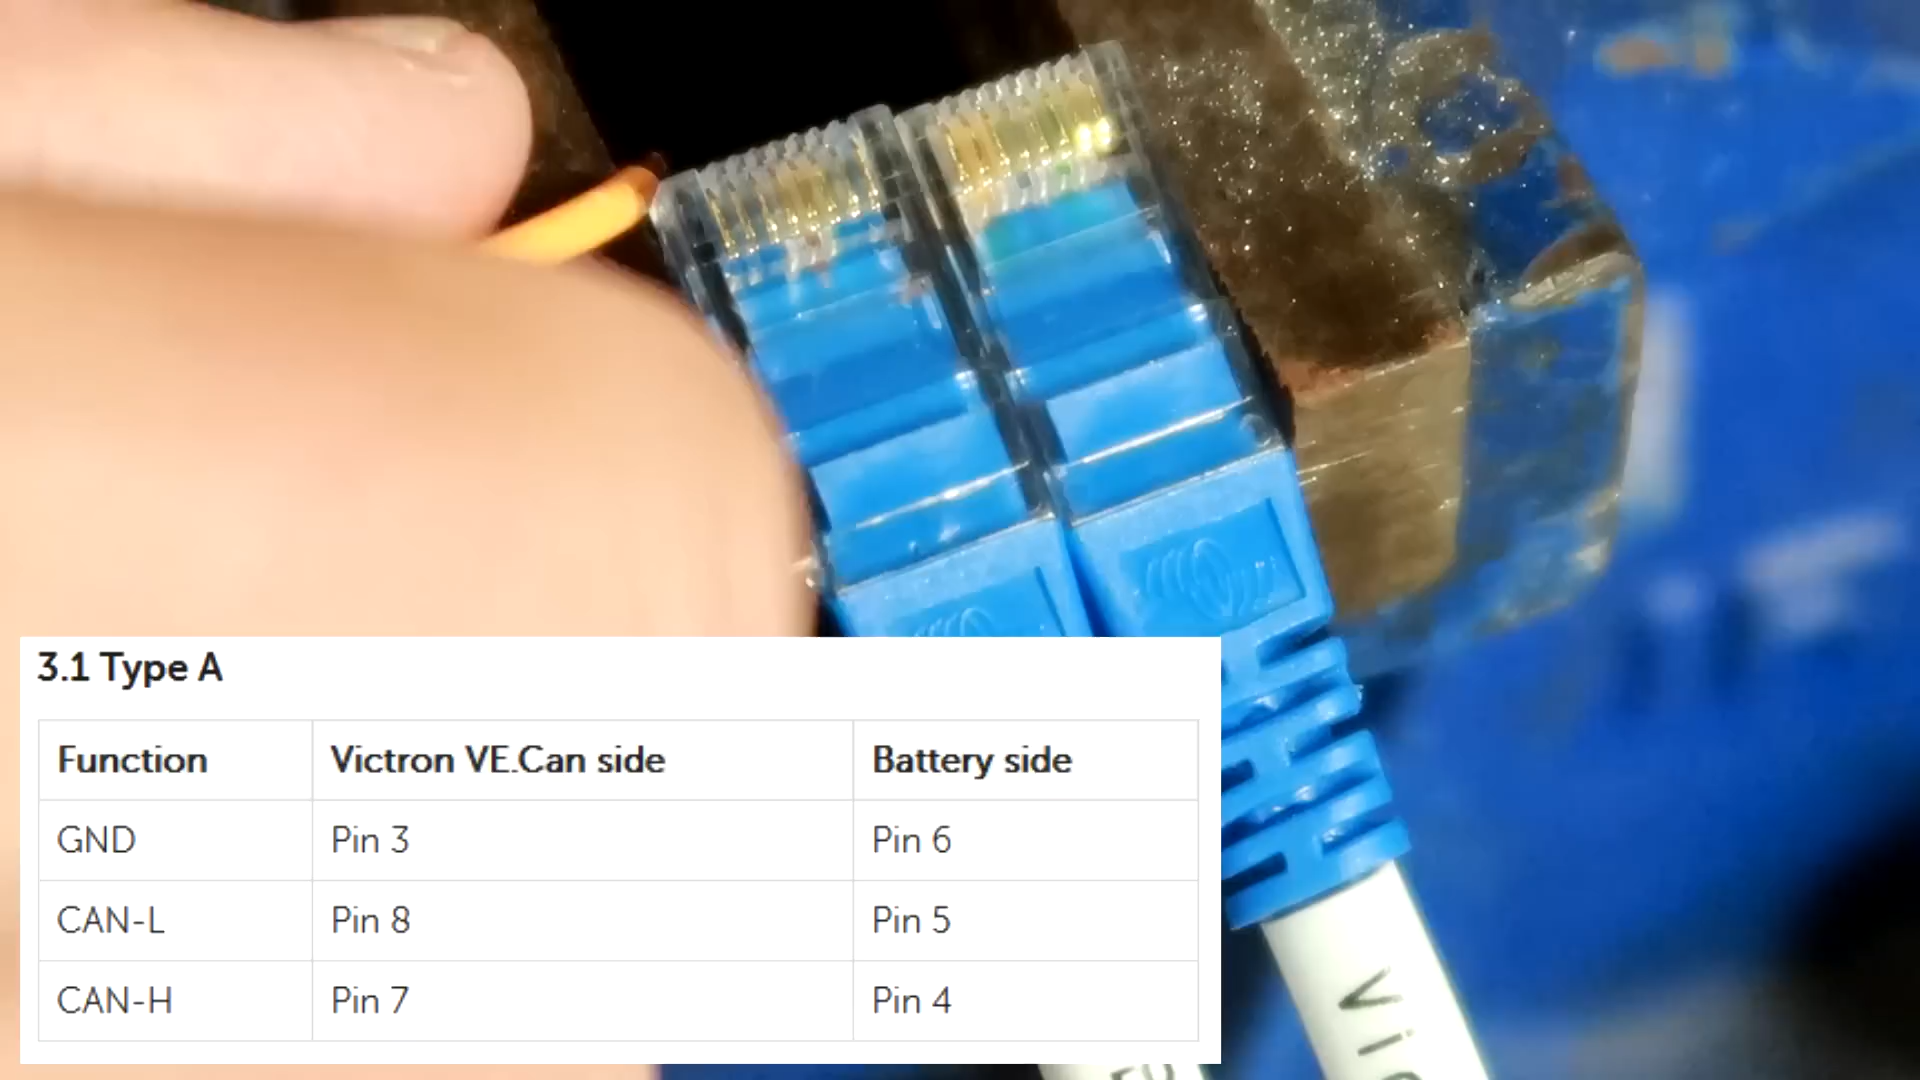 3.1 Type A
Function Victron VE.Can side Battery side
GND Pin 3 Pin 6
CAN-L Pin 8 Pin 5
CAN-H Pin 7 Pin 4
Vic